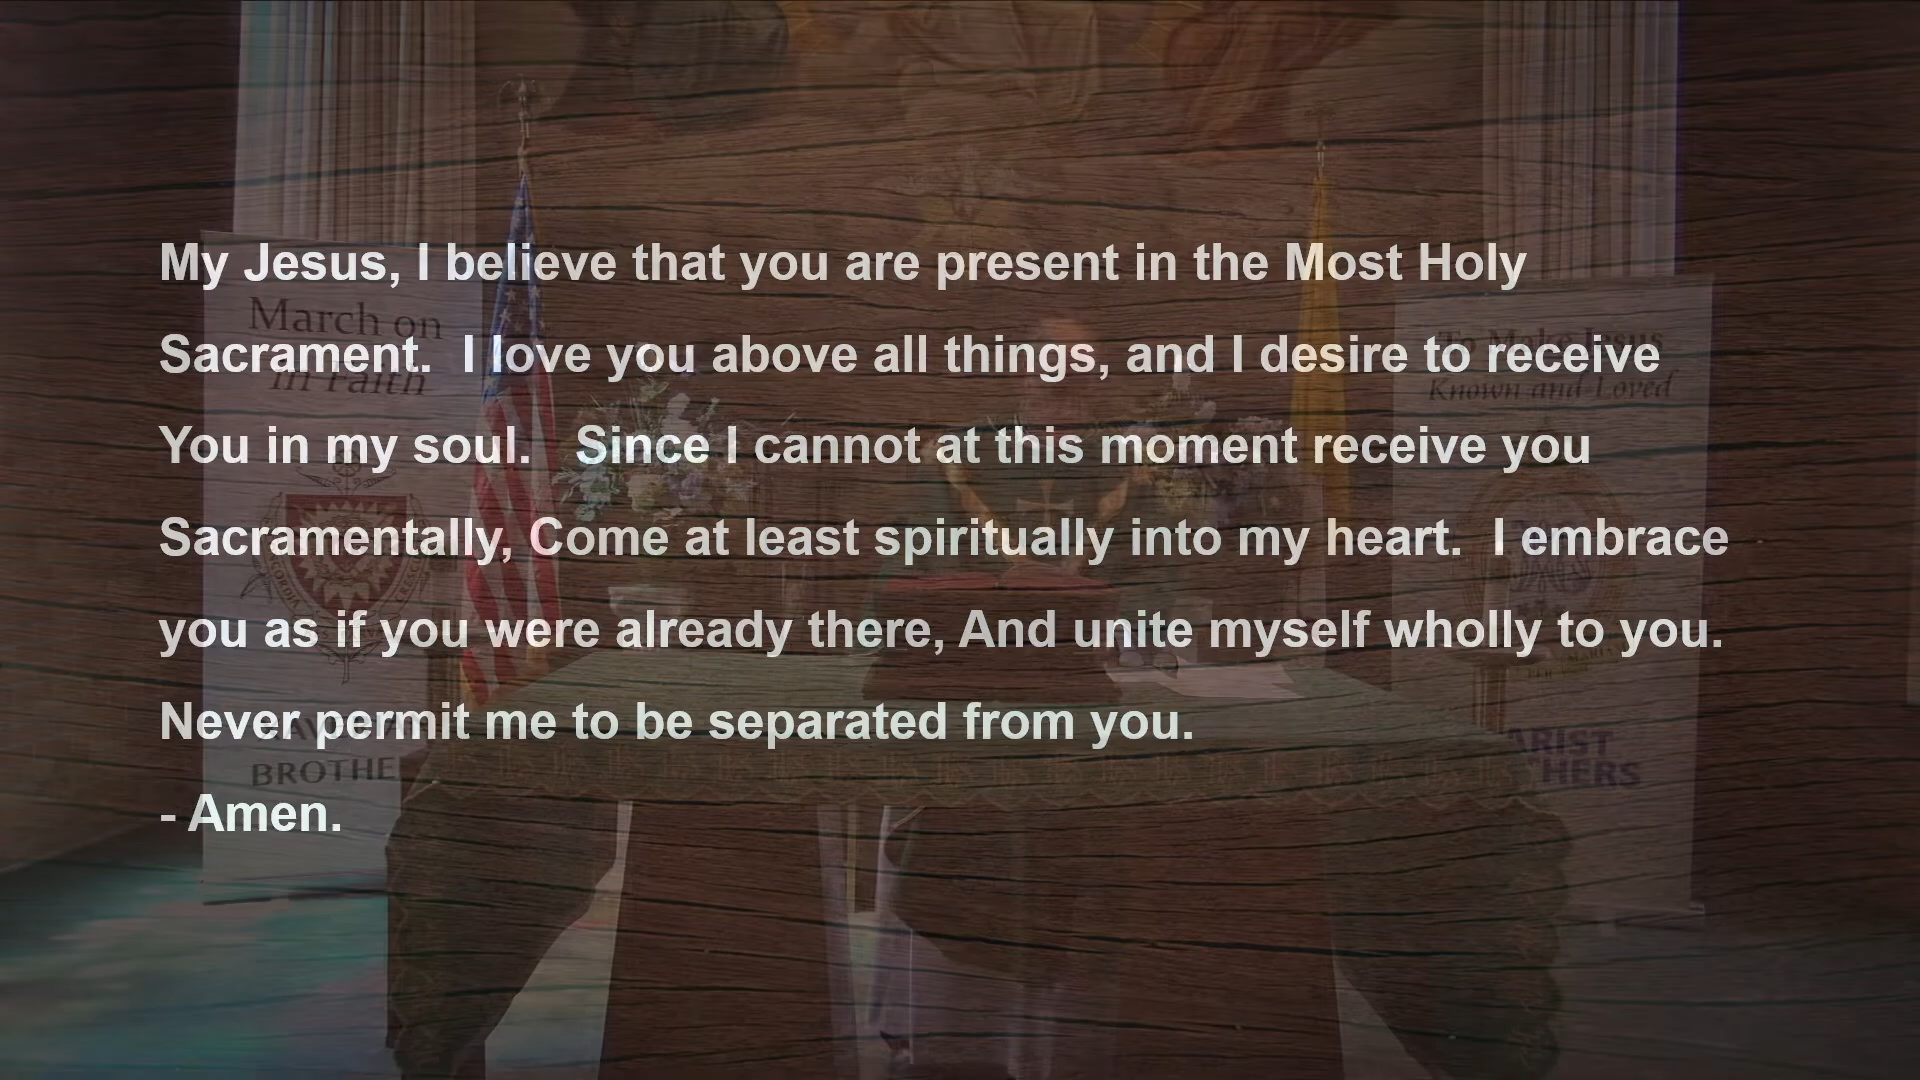 My Jesus, I believe that you are present in the Most Holy
Sacrament.  I love you above all things, and I desire to receive
You in my soul.   Since I cannot at this moment receive you
Sacramentally, Come at least spiritually into my heart.  I embrace
you as if you were already there, And unite myself wholly to you.
Never permit me to be separated from you.
- Amen.
March on
in Faith
BROTHE
To Make Jesus
Known and Loved
ARIST
THERS